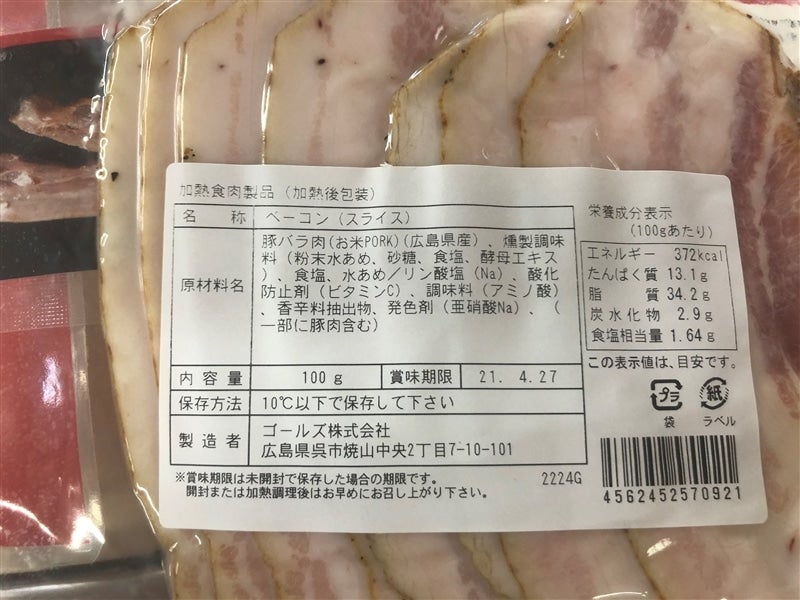 加熱食肉製品（加熱後包装）
名　称　ベーコン（スライス）
原材料名
豚バラ肉(お米PORK)(広島県産)、燻製調味
料（粉末水あめ、砂糖、食塩、酵母エキス
）、食塩、水あめ／リン酸塩（Na）、酸化
防止剤（ビタミンC）、調味料（アミノ酸）
、香辛料抽出物、発色剤（亜硝酸Na）、（
一部に豚肉含む）
内容量　100ｇ　賞味期限　21. 4.27
保存方法　10℃以下で保存して下さい
製造者
ゴールズ株式会社
広島県呉市焼山中央2丁目7-10-101
※賞味期限は未開封で保存した場合の期限です。
開封または加熱調理後はお早めにお召し上がり下さい。
2224G
栄養成分表示
(100gあたり)
エネルギー　372kcal
たんぱく質　13.1g
脂　質　34.2g
炭水化物　2.9g
食塩相当量　1.64g
この表示値は、目安です。
プラ　紙
袋　ラベル
4562452570921